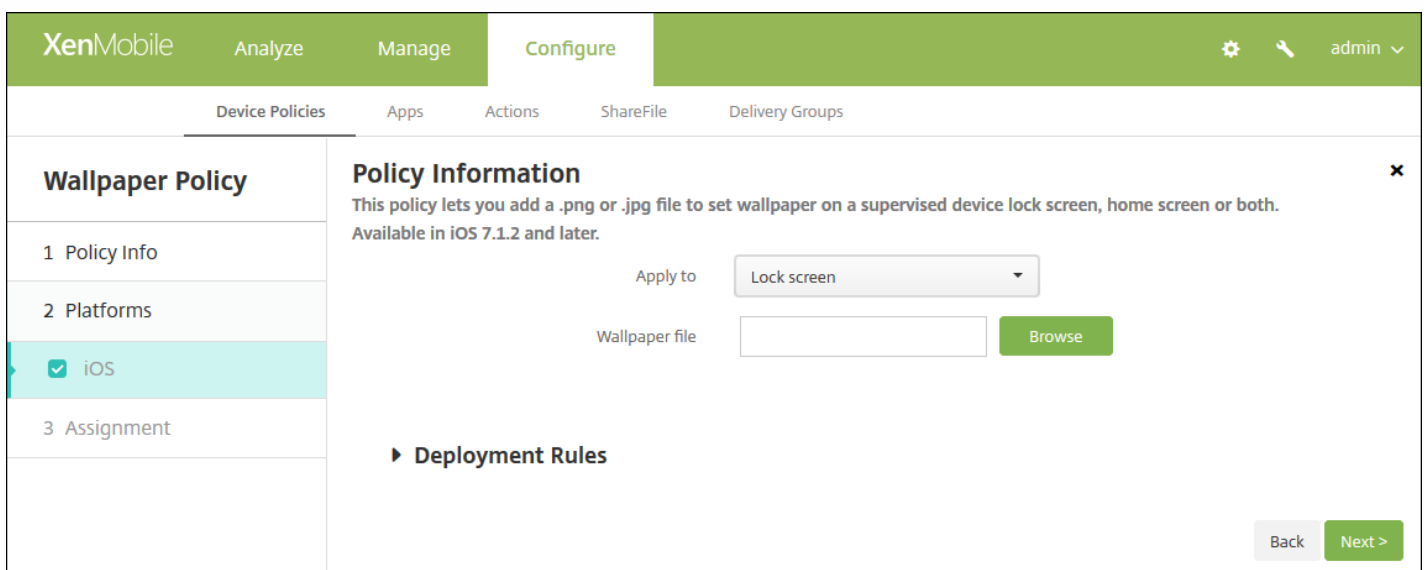 XenMobile Analyze Manage Configure admin
Device Policies Apps Actions ShareFile Delivery Groups
Wallpaper Policy
1 Policy Info
2 Platforms
iOS
3 Assignment
Policy Information
This policy lets you add a .png or .jpg file to set wallpaper on a supervised device lock screen, home screen or both.
Available in iOS 7.1.2 and later.
Apply to Lock screen
Wallpaper file Browse
Deployment Rules
Back Next >